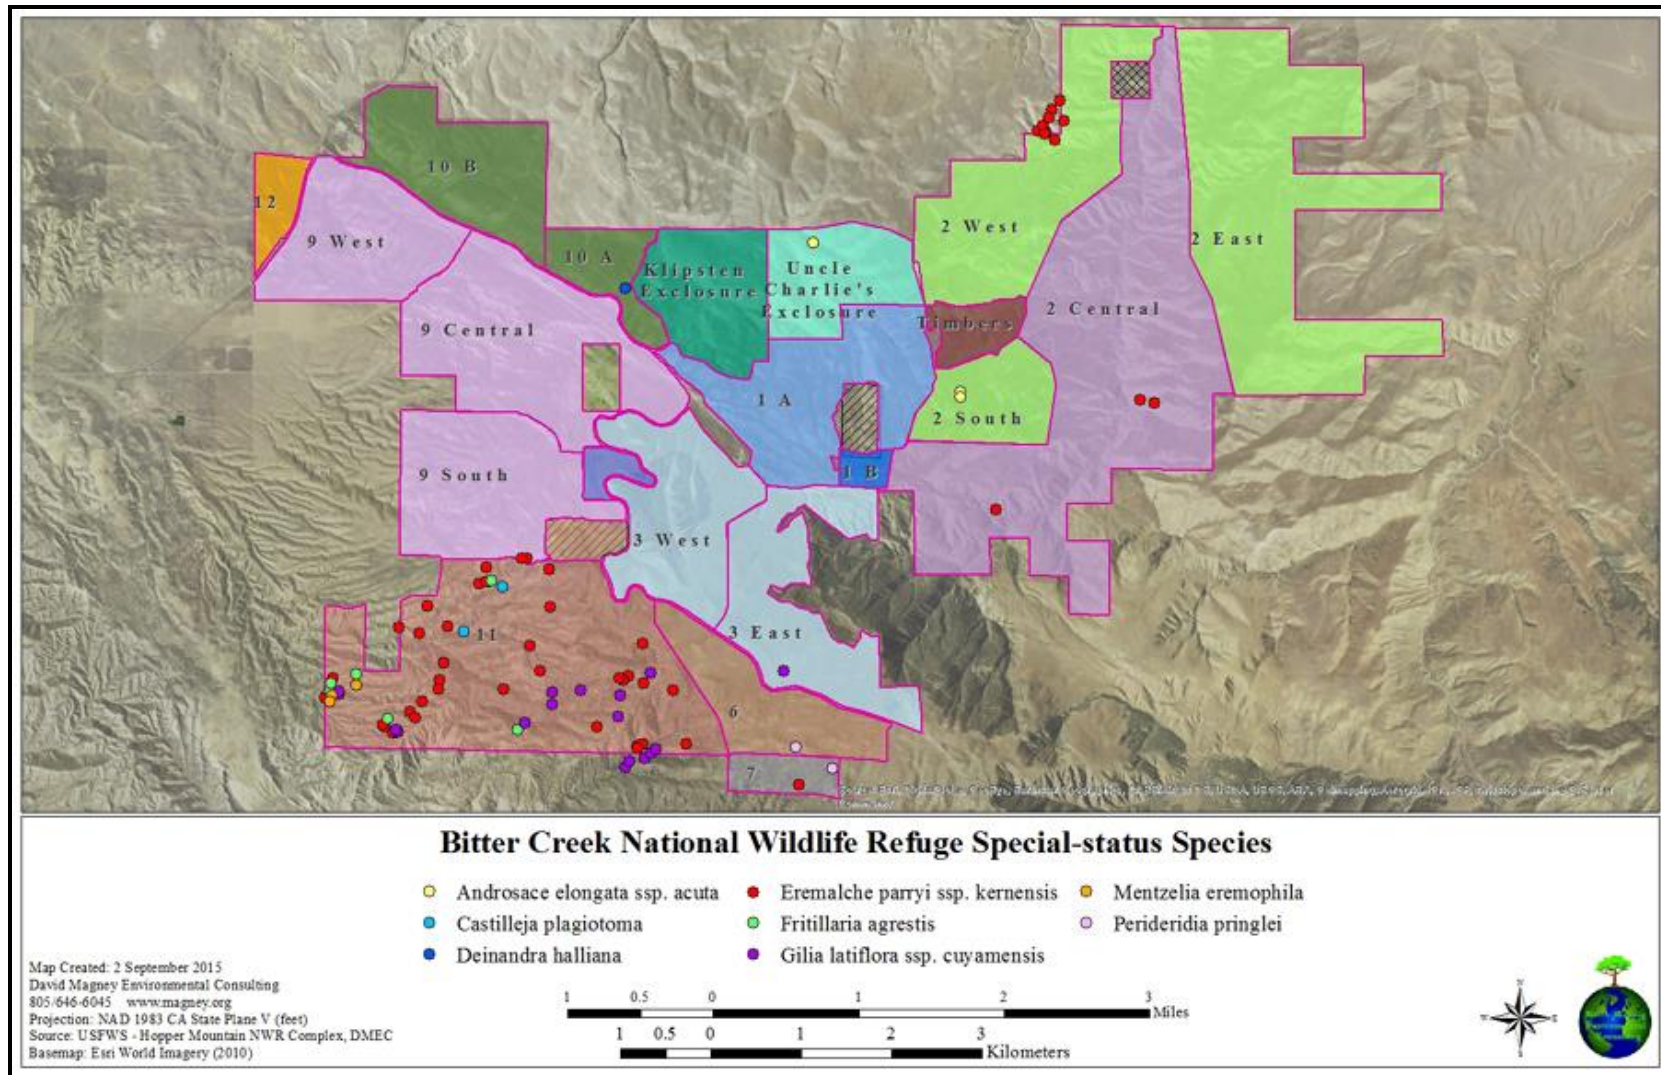 12
10 B
9 West
10 A
Klipsten
Exclosure
Uncle
Charlie's
Exclosure
2 West
2 East
2 Central
Timbers
9 Central
1 A
2 South
1 B
9 South
3 West
3 East
11
6
7
Bitter Creek National Wildlife Refuge Special-status Species
Androsace elongata ssp. acuta
Castilleja plagiotoma
Deinandra halliana
Eremalche parryi ssp. kernensis
Fritillaria agrestis
Gilia latiflora ssp. cuyamensis
Mentzelia eremophila
Perideridia pringlei
Map Created: 2 September 2015
David Magney Environmental Consulting
805/646-6045 www.magney.org
Projection: NAD 1983 CA State Plane V (feet)
Source: USFWS - Hopper Mountain NWR Complex, DMEC
Basemap: Esri World Imagery (2010)
1 0.5 0 1 2 3
Miles
1 0.5 0 1 2 3
Kilometers